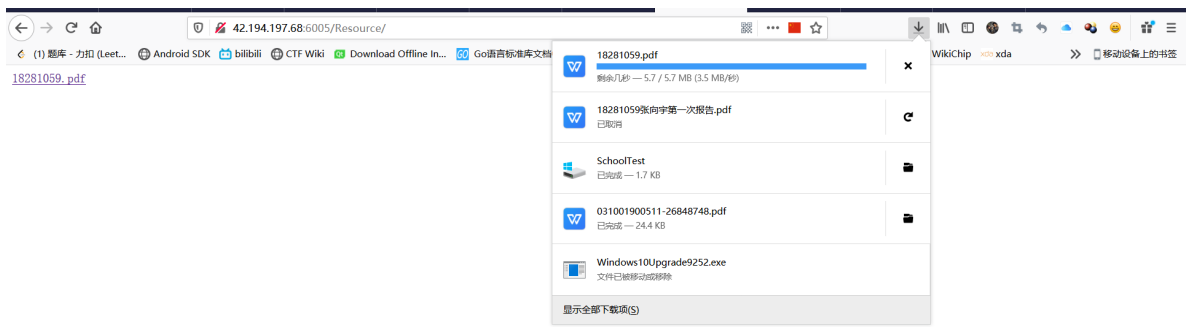 42.194.197.68:6005/Resource/
(1) 题库 - 力扣 (Leet... Android SDK bilibili CTF Wiki Download Offline In... Go语言标准库文档 WikiChip xda 移动设备上的书签
18281059.pdf
18281059.pdf
剩余几秒 — 5.7 / 5.7 MB (3.5 MB/秒)
18281059张向宇第一次报告.pdf
已取消
SchoolTest
已完成 — 1.7 KB
031001900511-26848748.pdf
已完成 — 24.4 KB
Windows10Upgrade9252.exe
文件已被移动或移除
显示全部下载项(S)